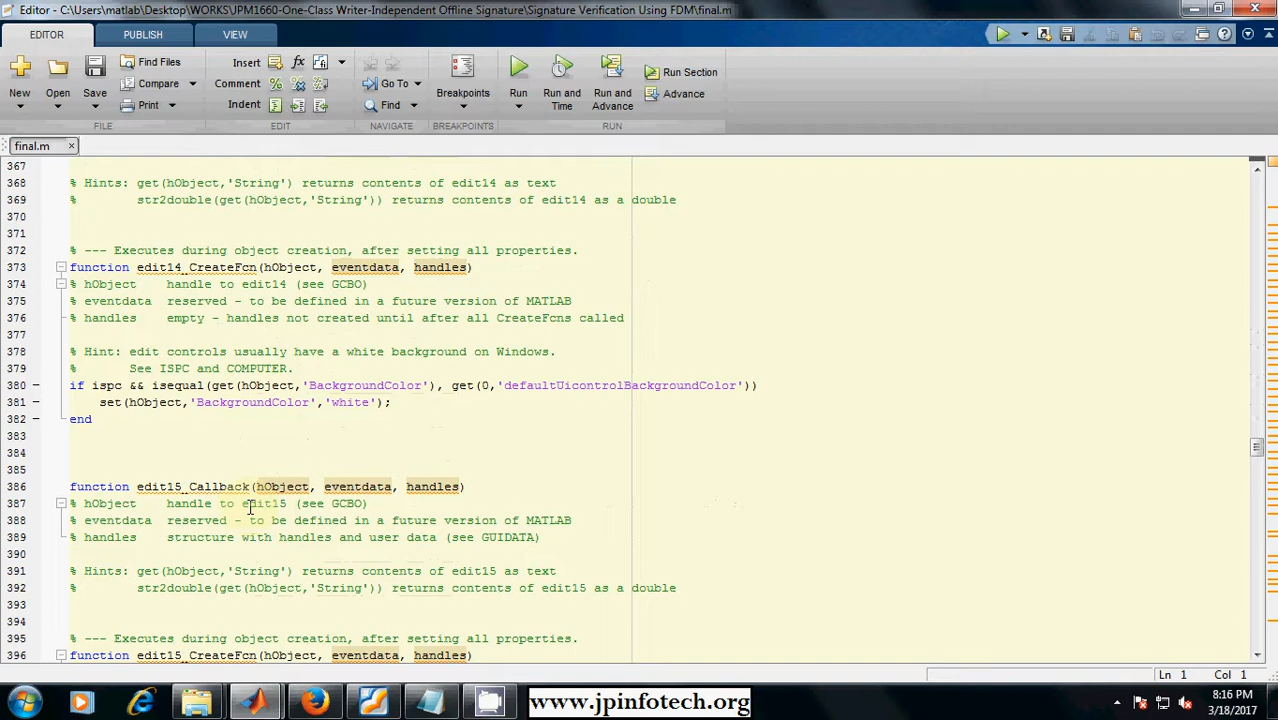 Editor - C:\Users\matlab\Desktop\WORKS\JPM1660-One-Class Writer-Independent Offline Signature\Signature Verification Using FDM\final.m
EDITOR PUBLISH VIEW
New Open Save Find Files Compare Print
Insert Comment Indent
Go To Find
Breakpoints Run Run and Time Run and Advance Run Section Advance
FILE EDIT NAVIGATE BREAKPOINTS RUN
final.m
367
368 % Hints: get(hObject,'String') returns contents of edit14 as text
369 % str2double(get(hObject,'String')) returns contents of edit14 as a double
370
371
372 % --- Executes during object creation, after setting all properties.
373 function edit14_CreateFcn(hObject, eventdata, handles)
374 % hObject handle to edit14 (see GCBO)
375 % eventdata reserved - to be defined in a future version of MATLAB
376 % handles empty - handles not created until after all CreateFcns called
377
378 % Hint: edit controls usually have a white background on Windows.
379 % See ISPC and COMPUTER.
380 if ispc && isequal(get(hObject,'BackgroundColor'), get(0,'defaultUicontrolBackgroundColor'))
381 set(hObject,'BackgroundColor','white');
382 end
383
384
385
386 function edit15_Callback(hObject, eventdata, handles)
387 % hObject handle to edit15 (see GCBO)
388 % eventdata reserved - to be defined in a future version of MATLAB
389 % handles structure with handles and user data (see GUIDATA)
390
391 % Hints: get(hObject,'String') returns contents of edit15 as text
392 % str2double(get(hObject,'String')) returns contents of edit15 as a double
393
394
395 % --- Executes during object creation, after setting all properties.
396 function edit15_CreateFcn(hObject, eventdata, handles)
Ln 1 Col 1
www.jpinfotech.org
8:16 PM
3/18/2017